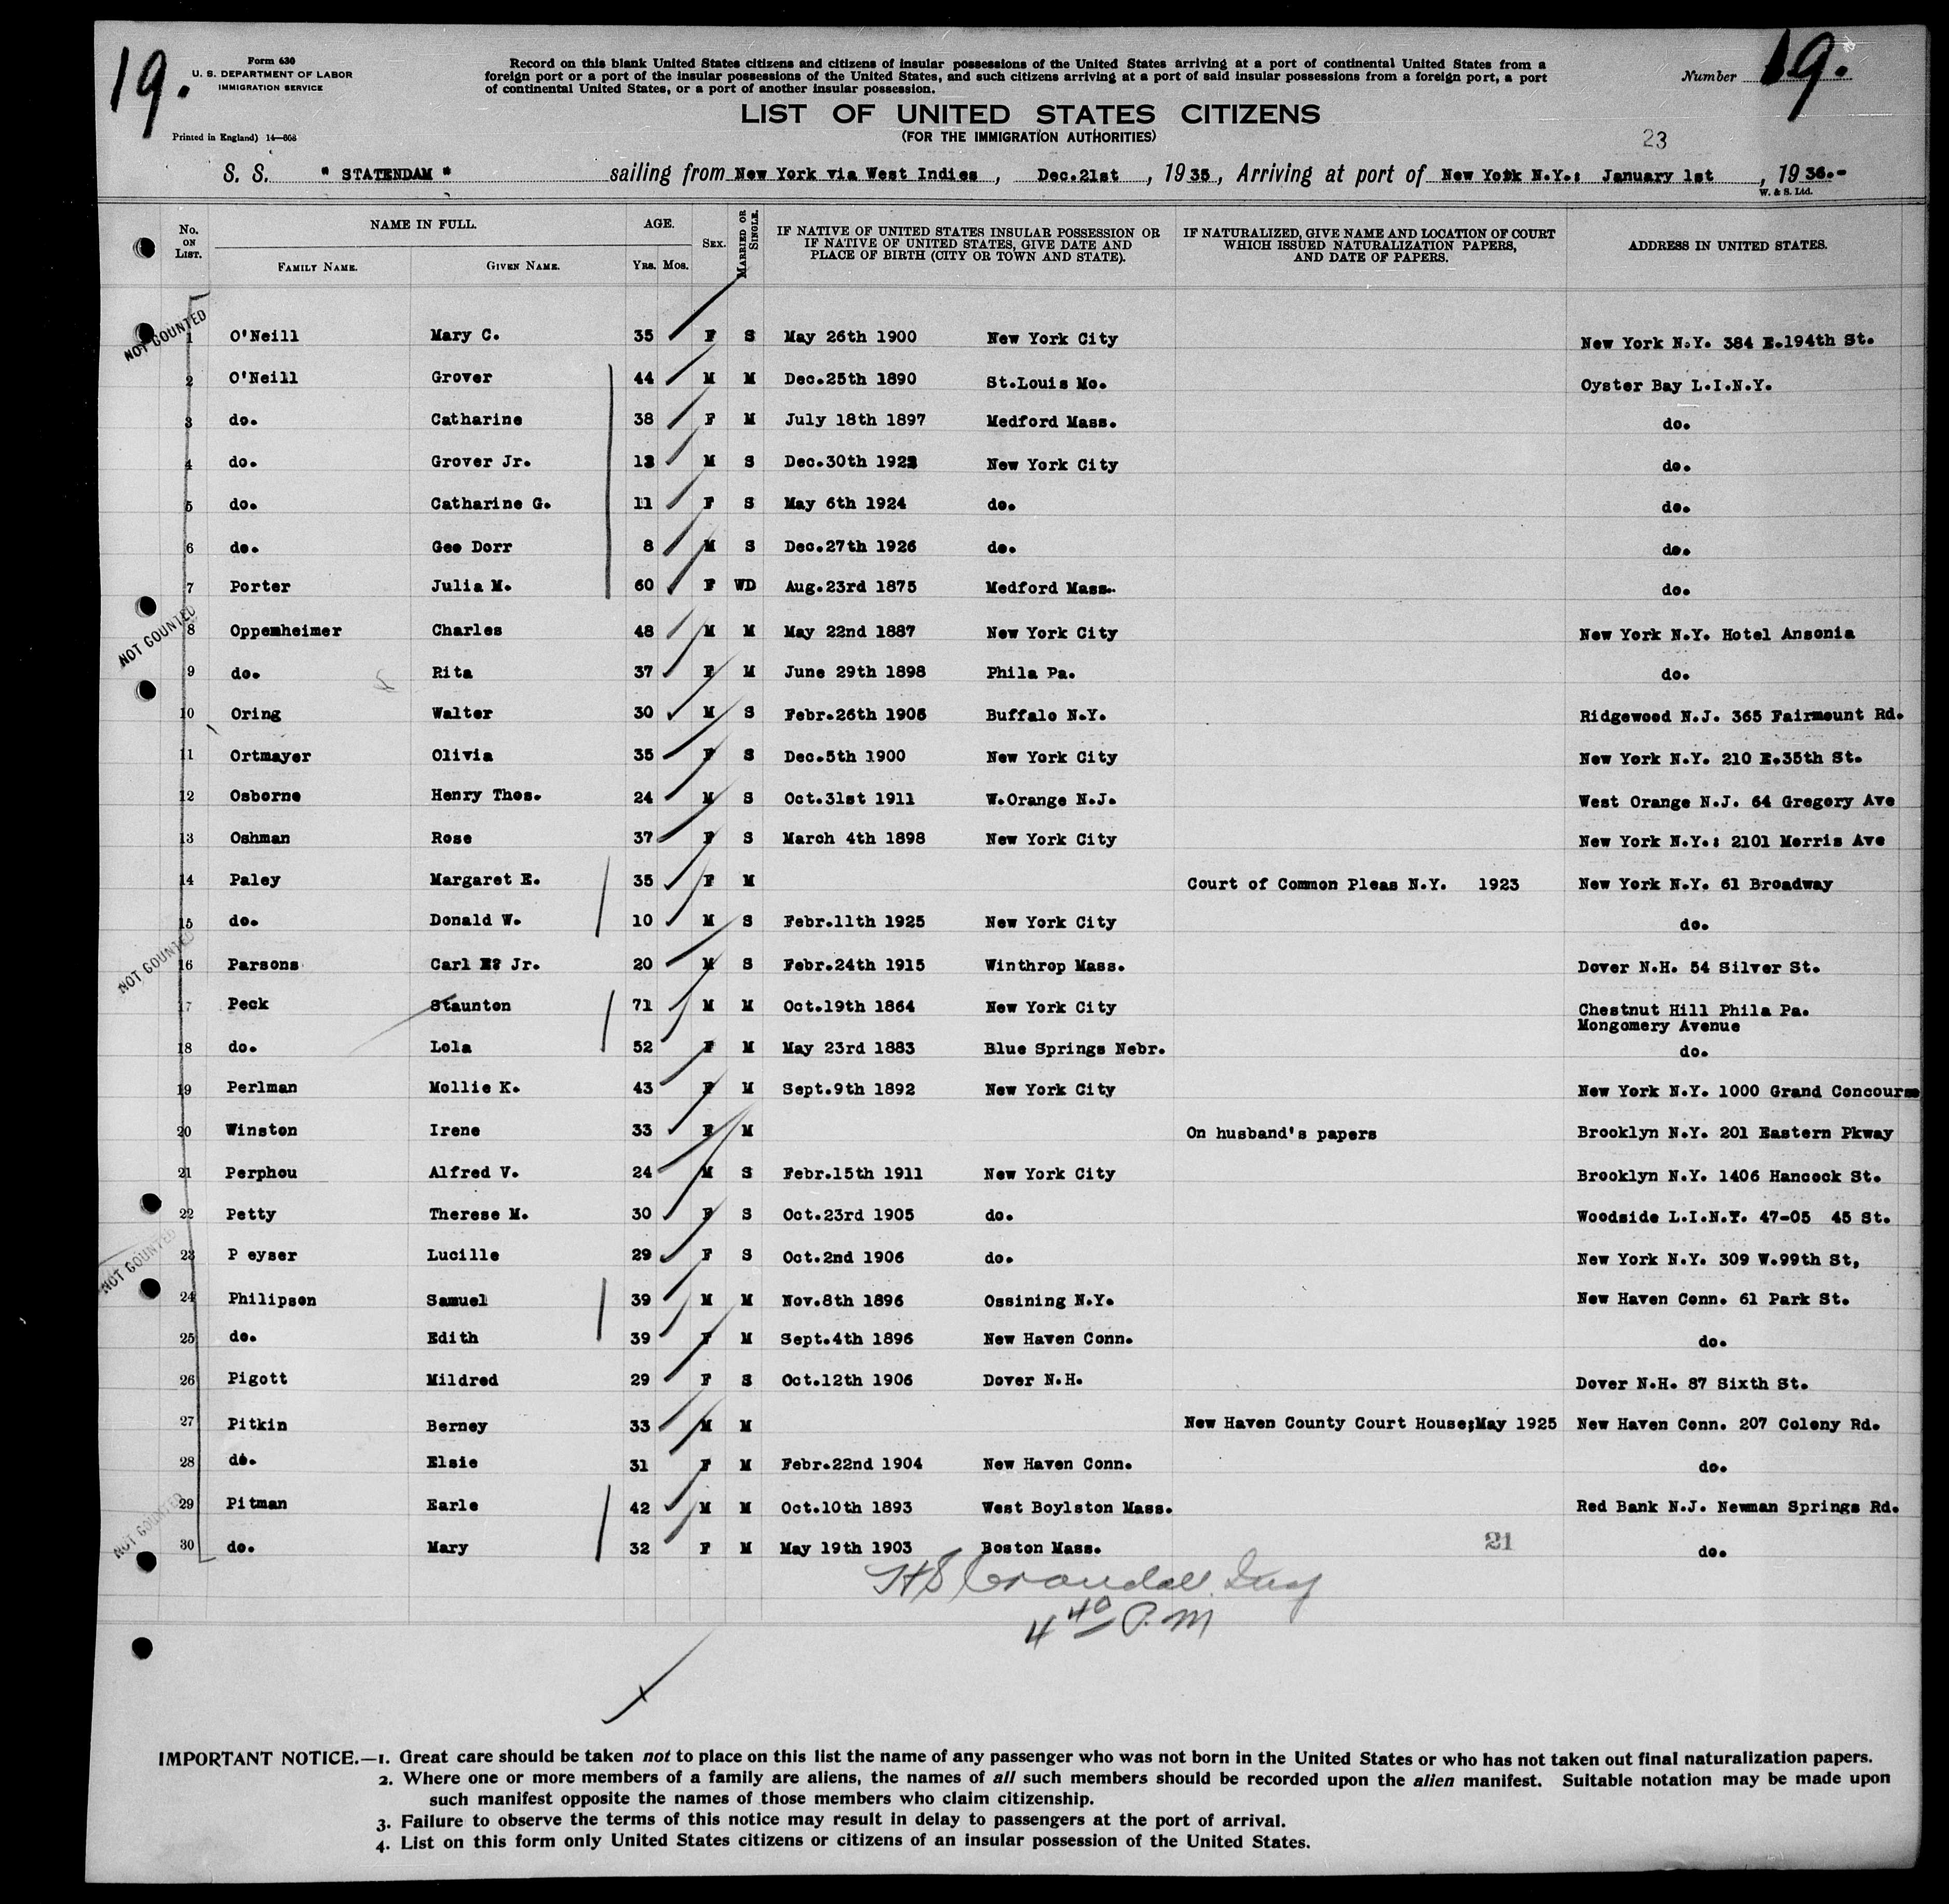 19.
Form 630
U. S. DEPARTMENT OF LABOR
IMMIGRATION SERVICE
Printed in England) 14—608
Record on this blank United States citizens and citizens of insular possessions of the United States arriving at a port of continental United States from a
foreign port or a port of the insular possessions of the United States, and such citizens arriving at a port of said insular possessions from a foreign port, a port
of continental United States, or a port of another insular possession.
Number 19.
LIST OF UNITED STATES CITIZENS
(FOR THE IMMIGRATION AUTHORITIES)
23
S. S. " STATENDAM " sailing from New York via West Indies , Dec.21st , 1935, Arriving at port of New York N.Y.: January 1st , 1936.-
W. & S. Ltd.
No. ON LIST. NAME IN FULL. FAMILY NAME. GIVEN NAME. AGE. YRS. MOS. SEX. MARRIED OR SINGLE. IF NATIVE OF UNITED STATES INSULAR POSSESSION OR IF NATIVE OF UNITED STATES, GIVE DATE AND PLACE OF BIRTH (CITY OR TOWN AND STATE). IF NATURALIZED, GIVE NAME AND LOCATION OF COURT WHICH ISSUED NATURALIZATION PAPERS, AND DATE OF PAPERS. ADDRESS IN UNITED STATES.
NOT COUNTED
1 O'Neill Mary C. 35 F S May 26th 1900 New York City New York N.Y. 384 E.194th St.
2 O'Neill Grover 44 M M Dec.25th 1890 St.Louis Mo. Oyster Bay L.I.N.Y.
3 do. Catharine 38 F M July 18th 1897 Medford Mass. do.
4 do. Grover Jr. 13 M S Dec.30th 1922 New York City do.
5 do. Catharine G. 11 F S May 6th 1924 do. do.
6 do. Geo Dorr 8 M S Dec.27th 1926 do. do.
7 Porter Julia M. 60 F WD Aug.23rd 1875 Medford Mass. do.
NOT COUNTED
8 Oppenheimer Charles 48 M M May 22nd 1887 New York City New York N.Y. Hotel Ansonia
9 do. Rita 37 F M June 29th 1898 Phila Pa. do.
10 Oring Walter 30 M S Febr.26th 1905 Buffalo N.Y. Ridgewood N.J. 365 Fairmount Rd.
11 Ortmayer Olivia 35 F S Dec.5th 1900 New York City New York N.Y. 210 E.35th St.
12 Osborne Henry Thos. 24 M S Oct.31st 1911 W.Orange N.J. West Orange N.J. 64 Gregory Ave
13 Oshman Rose 37 F S March 4th 1898 New York City New York N.Y.: 2101 Morris Ave
14 Paley Margaret E. 35 F M Court of Common Pleas N.Y. 1923 New York N.Y. 61 Broadway
15 do. Donald W. 10 M S Febr.11th 1925 New York City do.
NOT COUNTED
16 Parsons Carl E? Jr. 20 M S Febr.24th 1915 Winthrop Mass. Dover N.H. 54 Silver St.
17 Peck Staunton 71 M M Oct.19th 1864 New York City Chestnut Hill Phila Pa.
Mongomery Avenue
18 do. Lola 52 F M May 23rd 1883 Blue Springs Nebr. do.
19 Perlman Mollie K. 43 F M Sept.9th 1892 New York City New York N.Y. 1000 Grand Concourse
20 Winston Irene 33 F M On husband's papers Brooklyn N.Y. 201 Eastern Pkway
21 Perphou Alfred V. 24 M S Febr.15th 1911 New York City Brooklyn N.Y. 1406 Hancock St.
22 Petty Therese M. 30 F S Oct.23rd 1905 do. Woodside L.I.N.Y. 47-05 45 St.
NOT COUNTED
23 P eyser Lucille 29 F S Oct.2nd 1906 do. New York N.Y. 309 W.99th St,
24 Philipson Samuel 39 M M Nov.8th 1896 Ossining N.Y. New Haven Conn. 61 Park St.
25 do. Edith 39 F M Sept.4th 1896 New Haven Conn. do.
26 Pigott Mildred 29 F S Oct.12th 1906 Dover N.H. Dover N.H. 87 Sixth St.
27 Pitkin Berney 33 M M New Haven County Court House;May 1925 New Haven Conn. 207 Colony Rd.
28 do. Elsie 31 F M Febr.22nd 1904 New Haven Conn. do.
29 Pitman Earle 42 M M Oct.10th 1893 West Boylston Mass. Red Bank N.J. Newman Springs Rd.
NOT COUNTED
30 do. Mary 32 F M May 19th 1903 Boston Mass. do.
21
HS Crandall Insp
4 40 P.M
IMPORTANT NOTICE.—1. Great care should be taken not to place on this list the name of any passenger who was not born in the United States or who has not taken out final naturalization papers.
2. Where one or more members of a family are aliens, the names of all such members should be recorded upon the alien manifest. Suitable notation may be made upon
such manifest opposite the names of those members who claim citizenship.
3. Failure to observe the terms of this notice may result in delay to passengers at the port of arrival.
4. List on this form only United States citizens or citizens of an insular possession of the United States.